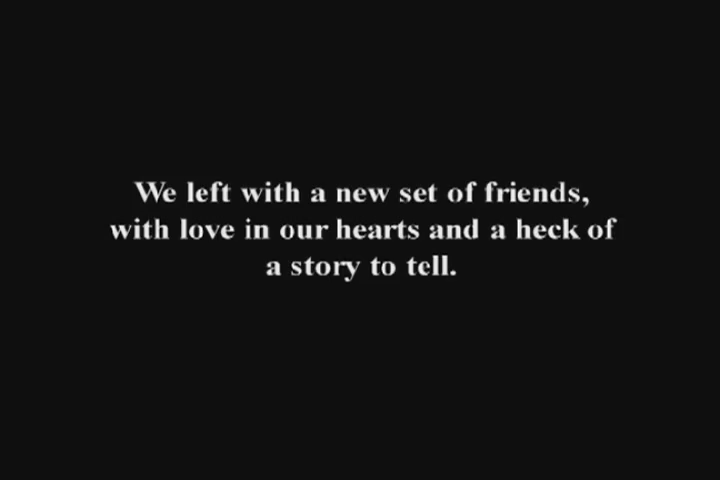 We left with a new set of friends,
with love in our hearts and a heck of
a story to tell.